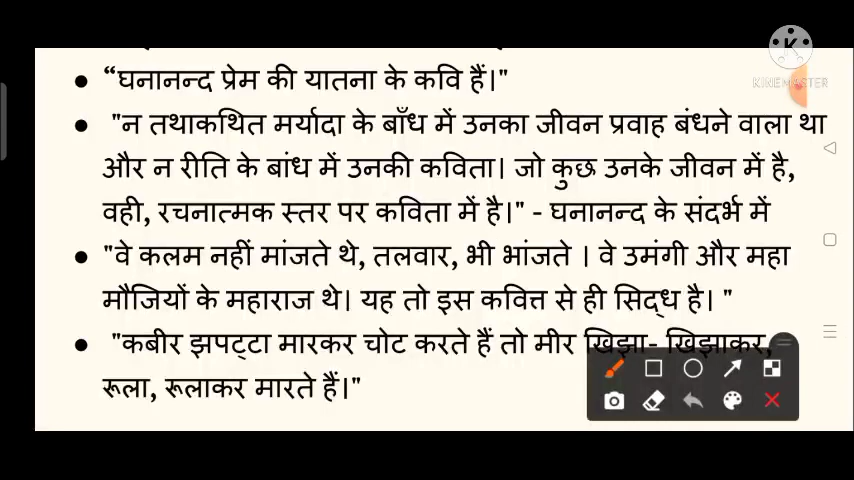 ● “घनानन्द प्रेम की यातना के कवि हैं।"
● "न तथाकथित मर्यादा के बाँध में उनका जीवन प्रवाह बंधने वाला था
और न रीति के बांध में उनकी कविता। जो कुछ उनके जीवन में है,
वही, रचनात्मक स्तर पर कविता में है।" - घनानन्द के संदर्भ में
● "वे कलम नहीं मांजते थे, तलवार, भी भांजते । वे उमंगी और महा
मौजियों के महाराज थे। यह तो इस कवित्त से ही सिद्ध है। "
● "कबीर झपट्टा मारकर चोट करते हैं तो मीर खिझा- खिझाकर,
रूला, रूलाकर मारते हैं।"
K
KINEMASTER